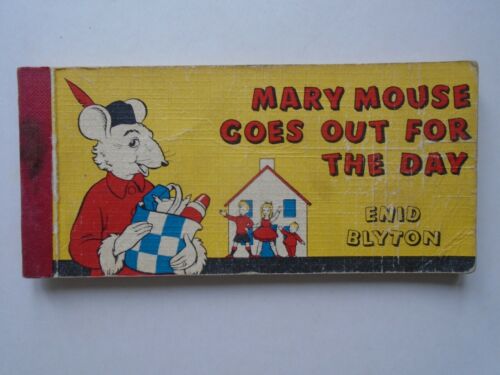 MARY MOUSE
GOES OUT FOR
THE DAY
ENID
BLYTON